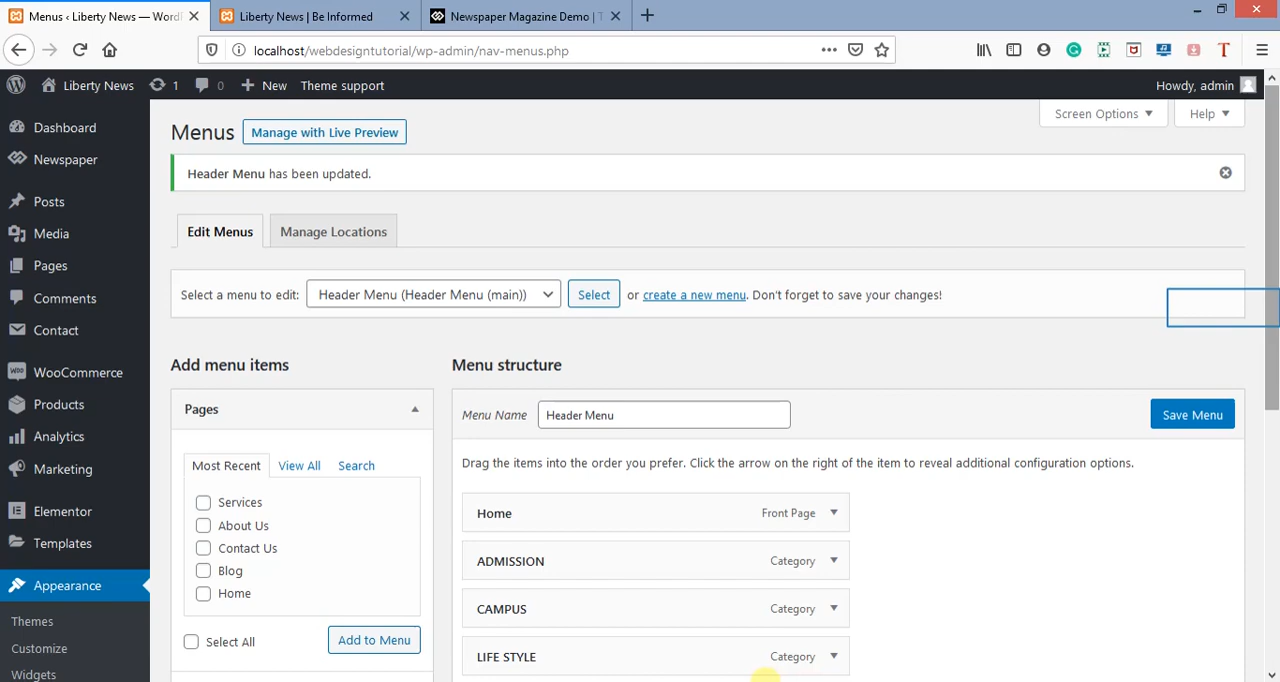 Menus ‹ Liberty News — WordP
Liberty News | Be Informed
Newspaper Magazine Demo | T
localhost/webdesigntutorial/wp-admin/nav-menus.php
Liberty News
1
0
New
Theme support
Howdy, admin
Dashboard
Newspaper
Posts
Media
Pages
Comments
Contact
WooCommerce
Products
Analytics
Marketing
Elementor
Templates
Appearance
Themes
Customize
Widgets
Screen Options
Help
Menus
Manage with Live Preview
Header Menu has been updated.
Edit Menus
Manage Locations
Select a menu to edit: Header Menu (Header Menu (main)) Select or create a new menu. Don't forget to save your changes!
Add menu items
Pages
Most Recent View All Search
Services
About Us
Contact Us
Blog
Home
Select All
Add to Menu
Menu structure
Menu Name Header Menu
Save Menu
Drag the items into the order you prefer. Click the arrow on the right of the item to reveal additional configuration options.
Home Front Page
ADMISSION Category
CAMPUS Category
LIFE STYLE Category